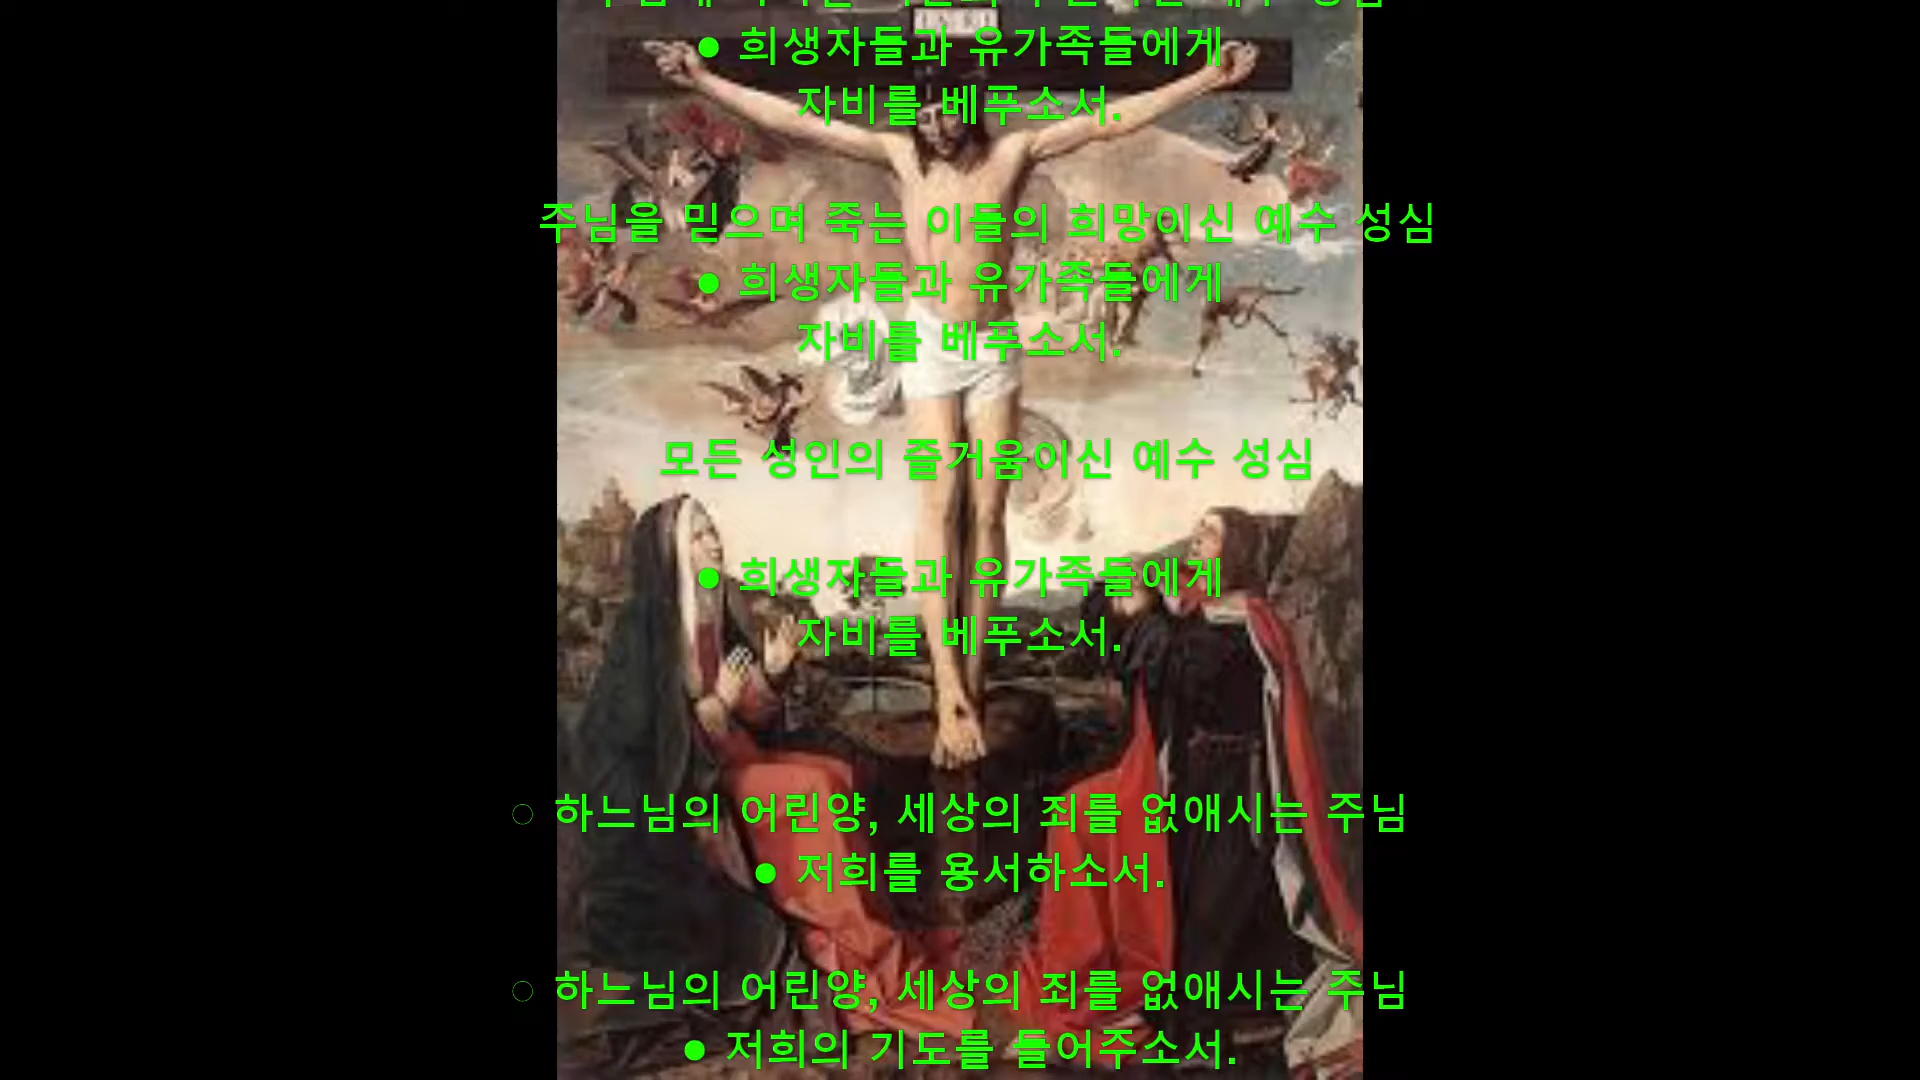 ● 희생자들과 유가족들에게
자비를 베푸소서.
주님을 믿으며 죽는 이들의 희망이신 예수 성심
● 희생자들과 유가족들에게
자비를 베푸소서.
모든 성인의 즐거움이신 예수 성심
● 희생자들과 유가족들에게
자비를 베푸소서.
○ 하느님의 어린양, 세상의 죄를 없애시는 주님
● 저희를 용서하소서.
○ 하느님의 어린양, 세상의 죄를 없애시는 주님
● 저희의 기도를 들어주소서.